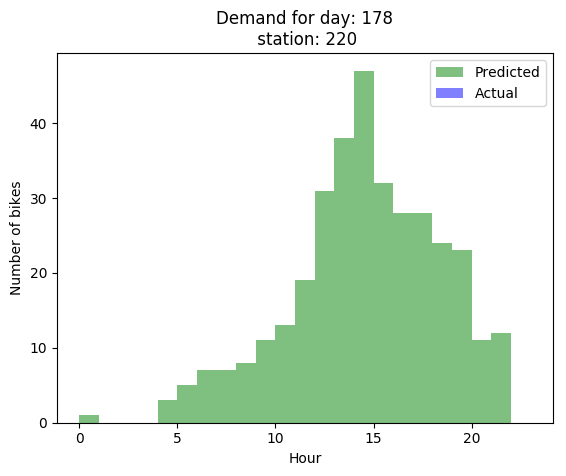 Demand for day: 178
station: 220
Predicted
Actual
Number of bikes
40
30
20
10
0
0
5
10
15
20
Hour